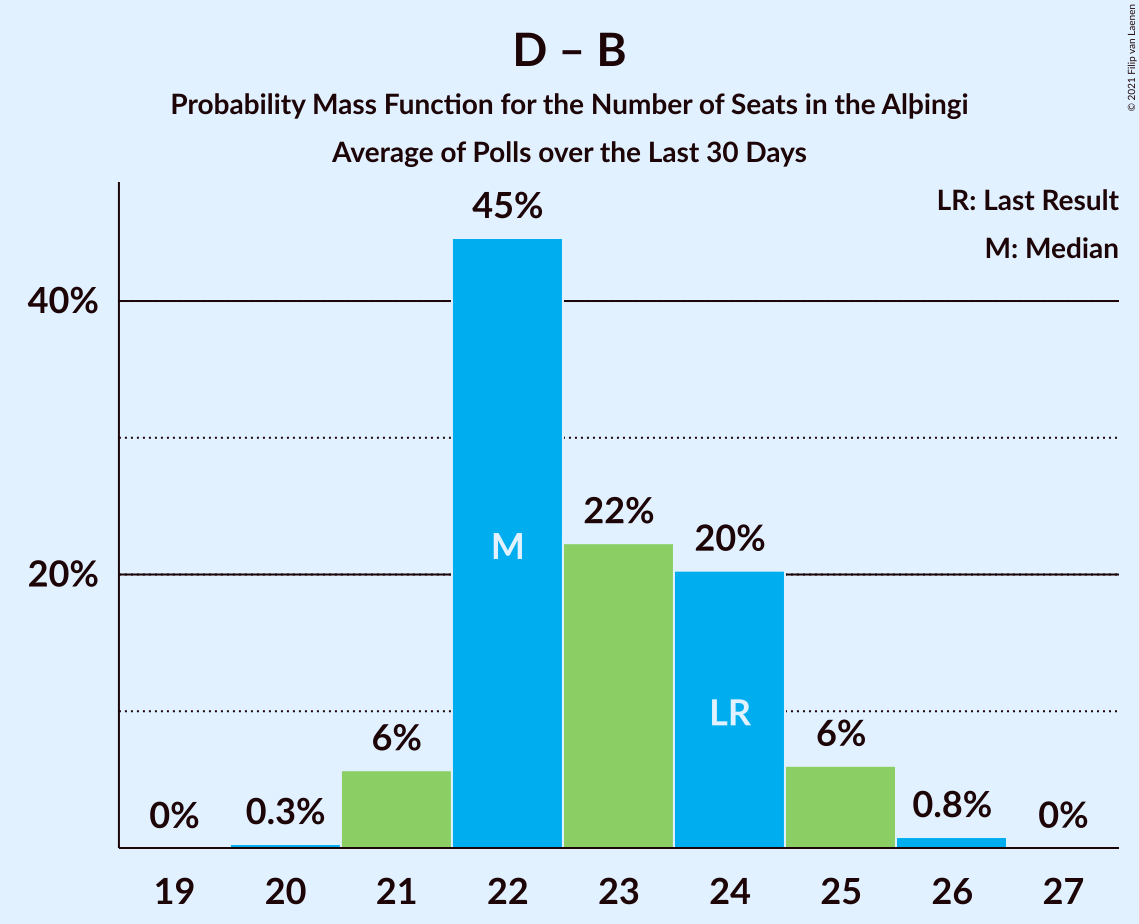 D – B
Probability Mass Function for the Number of Seats in the Alþingi
Average of Polls over the Last 30 Days
© 2021 Filip van Laenen
LR: Last Result
M: Median
45%
40%
22%
20%
M
20%
LR
6%
6%
0%
0.3%
0.8%
0%
19 20 21 22 23 24 25 26 27